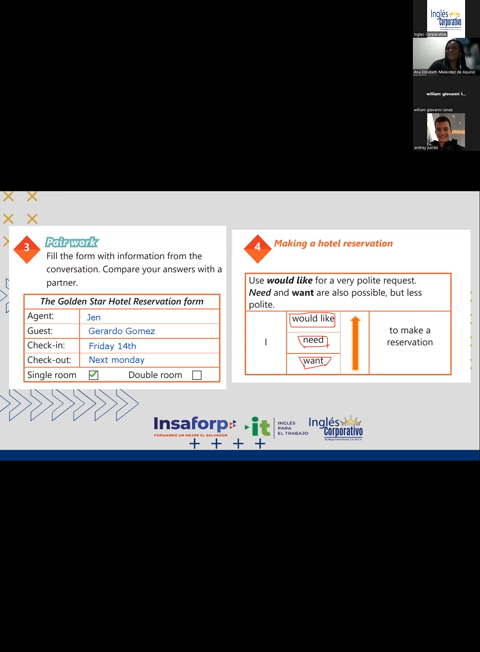 Inglés
Corporativo
Ingles Corporativo
Ana Elizabeth Melendez de Aquino
william giovanni l...
william giovanni lainez
andrey
3
Pair work
Fill the form with information from the
conversation. Compare your answers with a
partner.
The Golden Star Hotel Reservation form
Agent: Jen
Guest: Gerardo Gomez
Check-in: Friday 14th
Check-out: Next monday
Single room Double room
4
Making a hotel reservation
Use would like for a very polite request.
Need and want are also possible, but less
polite.
I
would like
need
want
to make a
reservation
Insaforp
FORMANDO UN MEJOR EL SALVADOR
it
INGLÉS
PARA
EL TRABAJO
Inglés
Corporativo